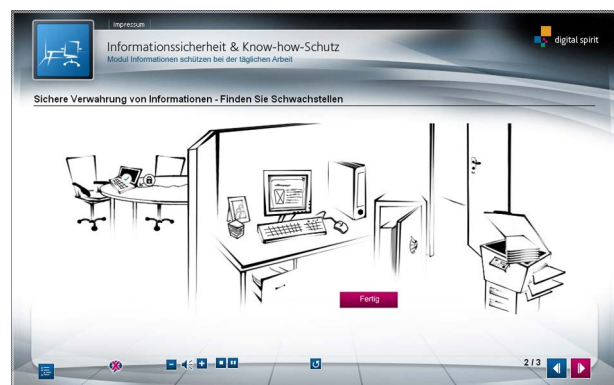 Impressum
digital spirit
Informationssicherheit & Know-how-Schutz
Modul Informationen schützen bei der täglichen Arbeit
Sichere Verwahrung von Informationen - Finden Sie Schwachstellen
Fertig
2 / 3